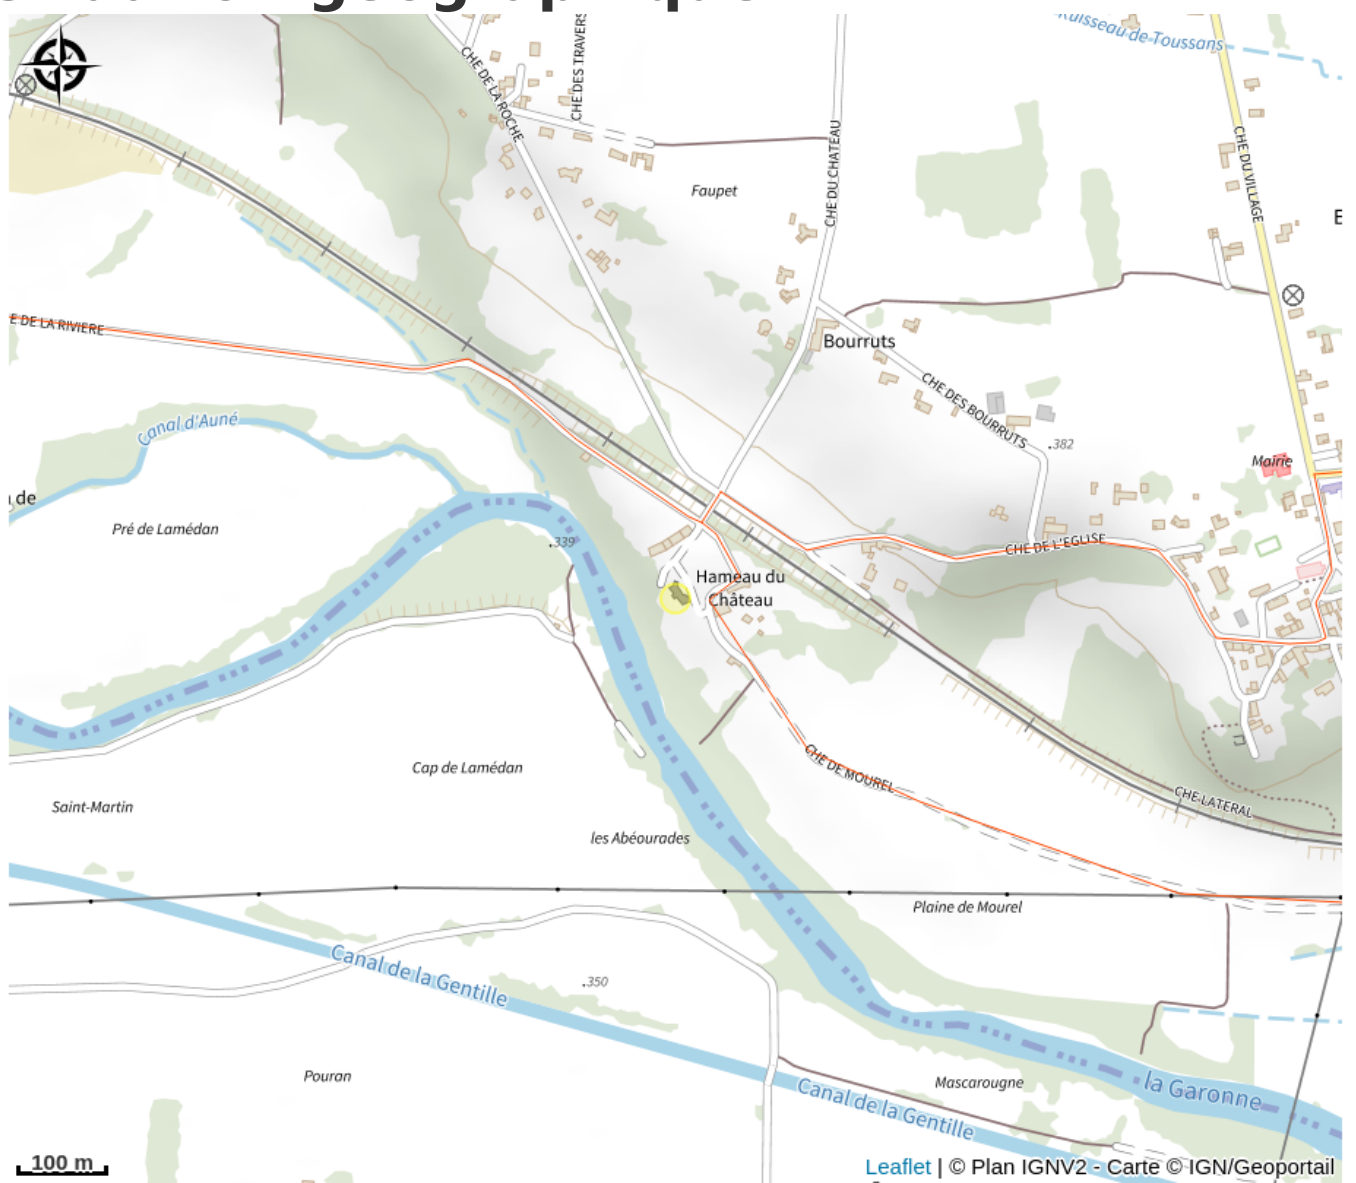 géographique
Ruisseau de Toussans
CHE DE LA ROCHE
CHE DES TRAVERS
CHE DU CHATEAU
CHE DU VILLAGE
Faupet
E
E DE LA RIVIERE
Bourruts
CHE DES BOURRUTS
.382
Canal d'Auné
Mairie
de
Pré de Lamédan
.339
CHE DE L'EGLISE
Hameau du
Château
CHE DE MOUREL
Cap de Lamédan
CHE LATERAL
Saint-Martin
les Abéourades
Plaine de Mourel
Canal de la Gentille
.350
Pouran
Mascarougne
la Garonne
Canal de la Gentille
100 m
Leaflet | © Plan IGNV2 - Carte © IGN/Geoportail